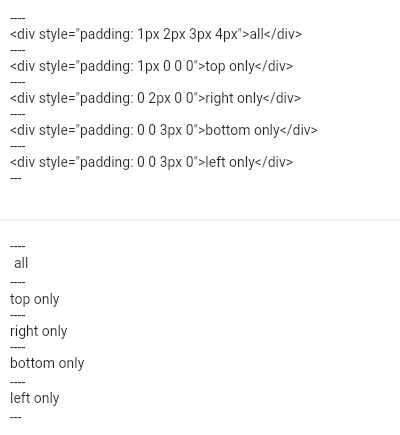 ----
<div style="padding: 1px 2px 3px 4px">all</div>
----
<div style="padding: 1px 0 0 0">top only</div>
----
<div style="padding: 0 2px 0 0">right only</div>
----
<div style="padding: 0 0 3px 0">bottom only</div>
----
<div style="padding: 0 0 3px 0">left only</div>
---
----
all
----
top only
----
right only
----
bottom only
----
left only
---